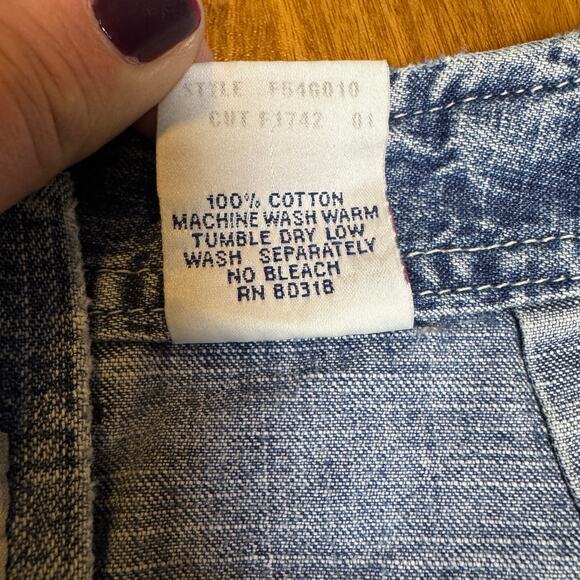 STYLE F54G010
CUT F1742 01
100% COTTON
MACHINE WASH WARM
TUMBLE DRY LOW
WASH SEPARATELY
NO BLEACH
RN 80318